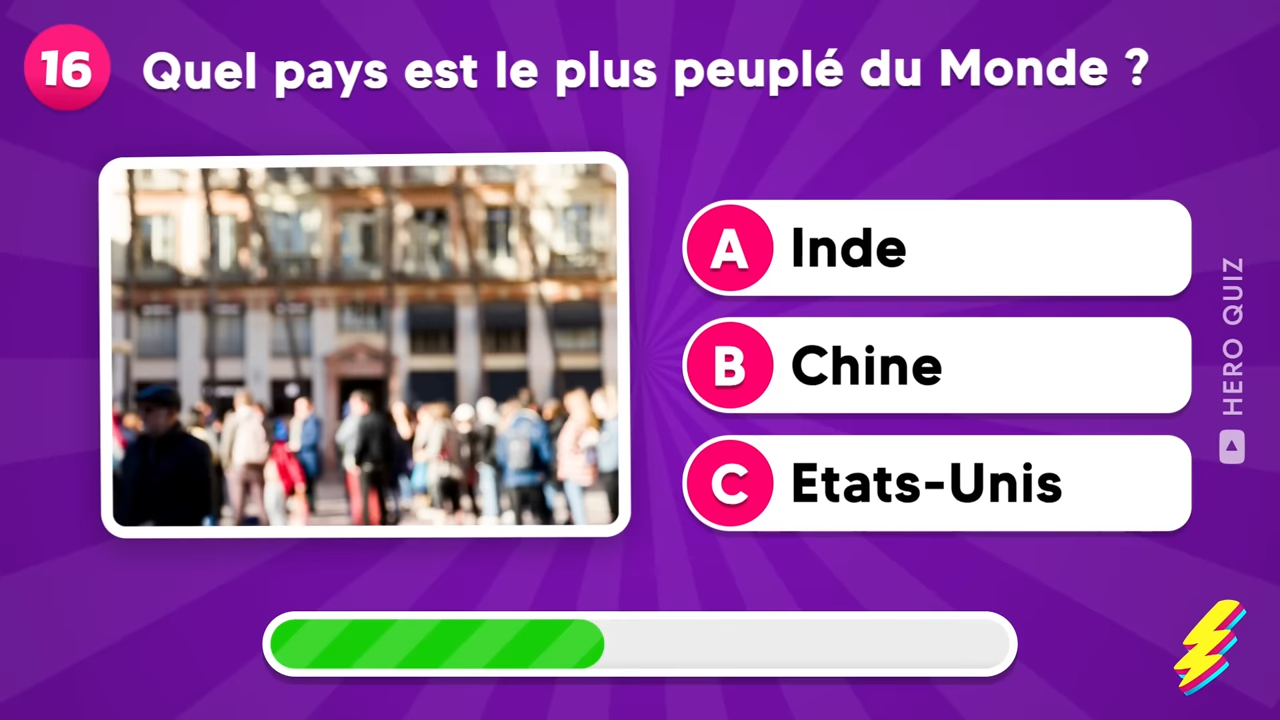 16 Quel pays est le plus peuplé du Monde ?
A Inde
B Chine
C Etats-Unis
HERO QUIZ